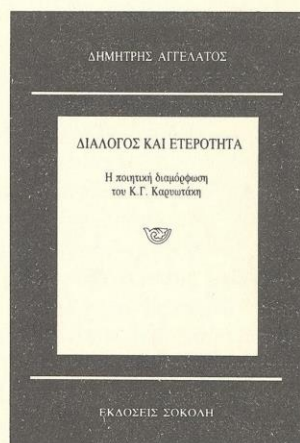 ΔΗΜΗΤΡΗΣ ΑΓΓΕΛΑΤΟΣ
ΔΙΑΛΟΓΟΣ ΚΑΙ ΕΤΕΡΟΤΗΤΑ
Η ποιητική διαμόρφωση
του Κ.Γ. Καρυωτάκη
ΕΚΔΟΣΕΙΣ ΣΟΚΟΛΗ